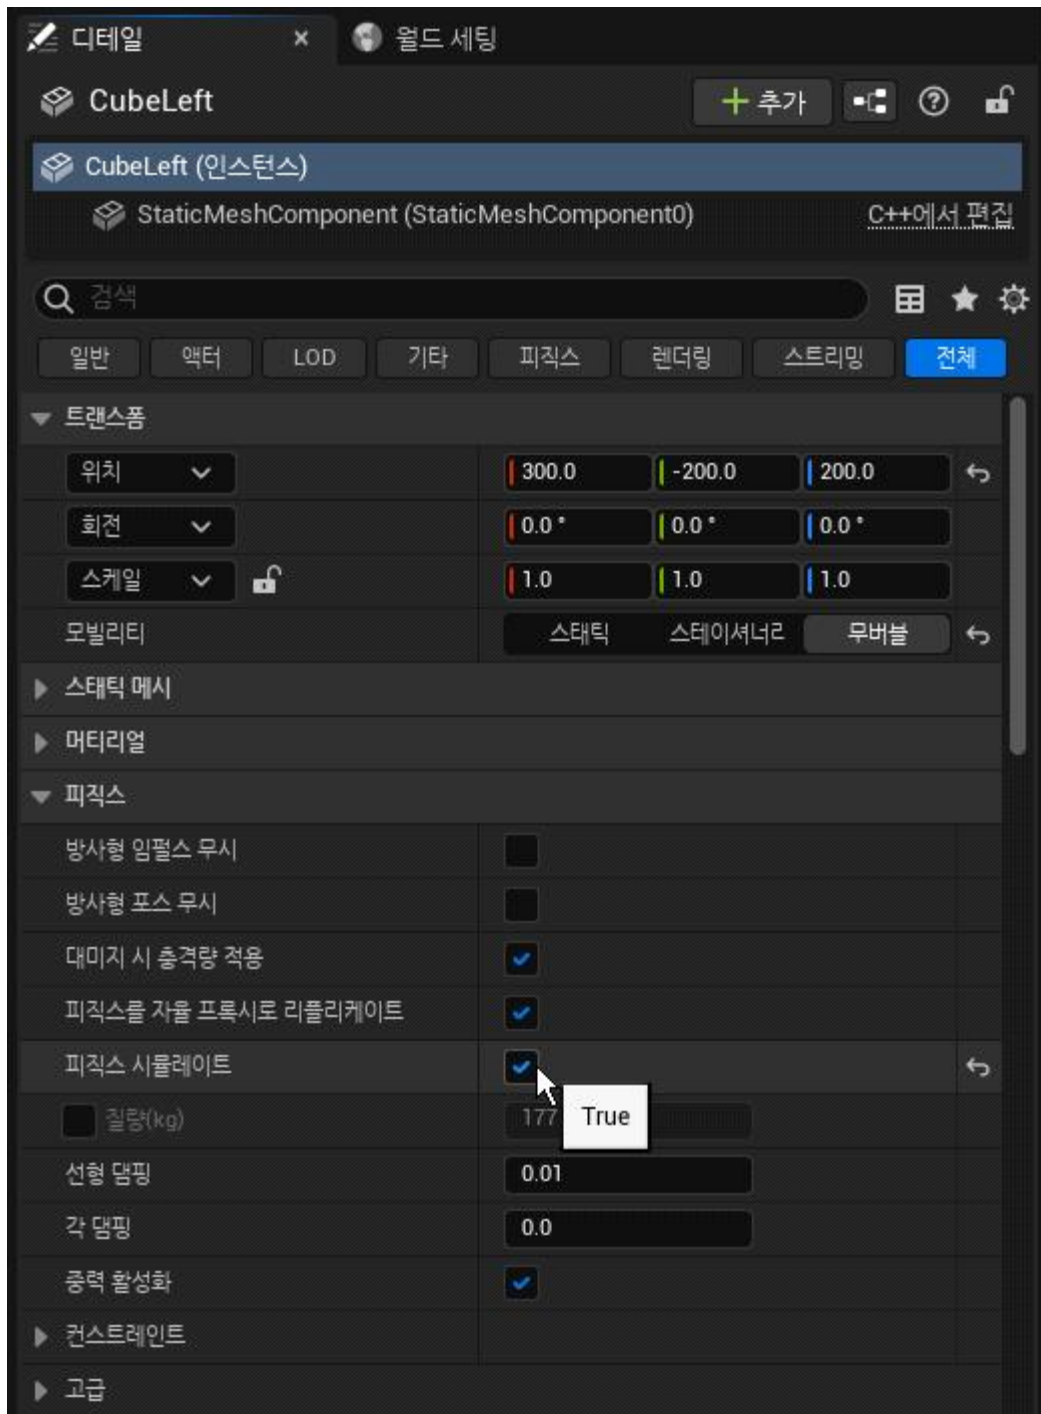 디테일 × 월드 세팅
CubeLeft 추가
CubeLeft (인스턴스)
StaticMeshComponent (StaticMeshComponent0) C++에서 편집
검색
일반 액터 LOD 기타 피직스 렌더링 스트리밍 전체
트랜스폼
위치 300.0 -200.0 200.0
회전 0.0 ° 0.0 ° 0.0 °
스케일 1.0 1.0 1.0
모빌리티 스태틱 스테이셔너리 무버블
스태틱 메시
머티리얼
피직스
방사형 임펄스 무시
방사형 포스 무시
대미지 시 충격량 적용
피직스를 자율 프록시로 리플리케이트
피직스 시뮬레이트
질량(kg) 177 True
선형 댐핑 0.01
각 댐핑 0.0
중력 활성화
컨스트레인트
고급